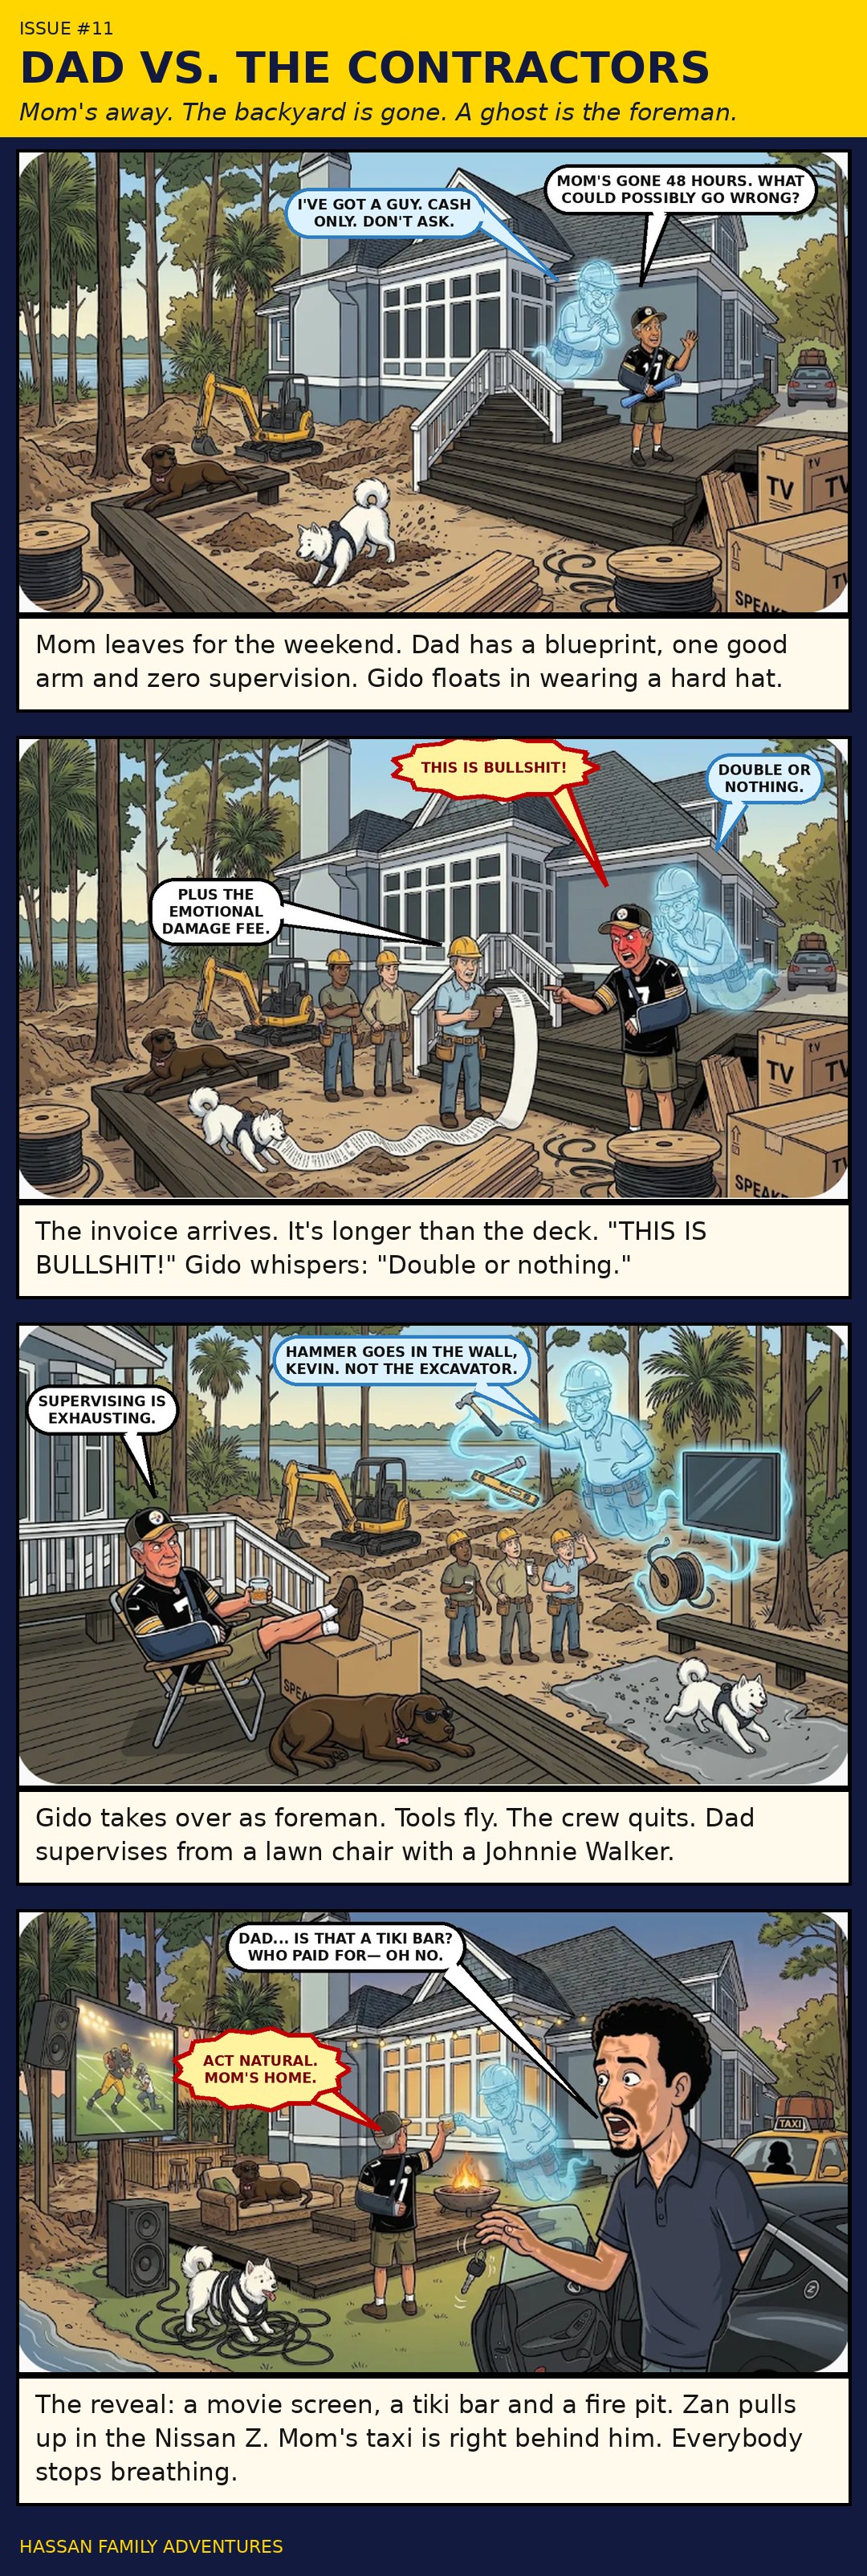 ISSUE #11
DAD VS. THE CONTRACTORS
Mom's away. The backyard is gone. A ghost is the foreman.
I'VE GOT A GUY. CASH
ONLY. DON'T ASK.
MOM'S GONE 48 HOURS. WHAT
COULD POSSIBLY GO WRONG?
7
TV
TV
SPEAK
TV
Mom leaves for the weekend. Dad has a blueprint, one good
arm and zero supervision. Gido floats in wearing a hard hat.
THIS IS BULLSHIT!
DOUBLE OR
NOTHING.
PLUS THE
EMOTIONAL
DAMAGE FEE.
7
TV
TV
TV
SPEAK
TV
The invoice arrives. It's longer than the deck. "THIS IS
BULLSHIT!" Gido whispers: "Double or nothing."
HAMMER GOES IN THE WALL,
KEVIN. NOT THE EXCAVATOR.
SUPERVISING IS
EXHAUSTING.
7
SPEA
Gido takes over as foreman. Tools fly. The crew quits. Dad
supervises from a lawn chair with a Johnnie Walker.
DAD... IS THAT A TIKI BAR?
WHO PAID FOR— OH NO.
ACT NATURAL.
MOM'S HOME.
TAXI
7
Z
The reveal: a movie screen, a tiki bar and a fire pit. Zan pulls
up in the Nissan Z. Mom's taxi is right behind him. Everybody
stops breathing.
HASSAN FAMILY ADVENTURES